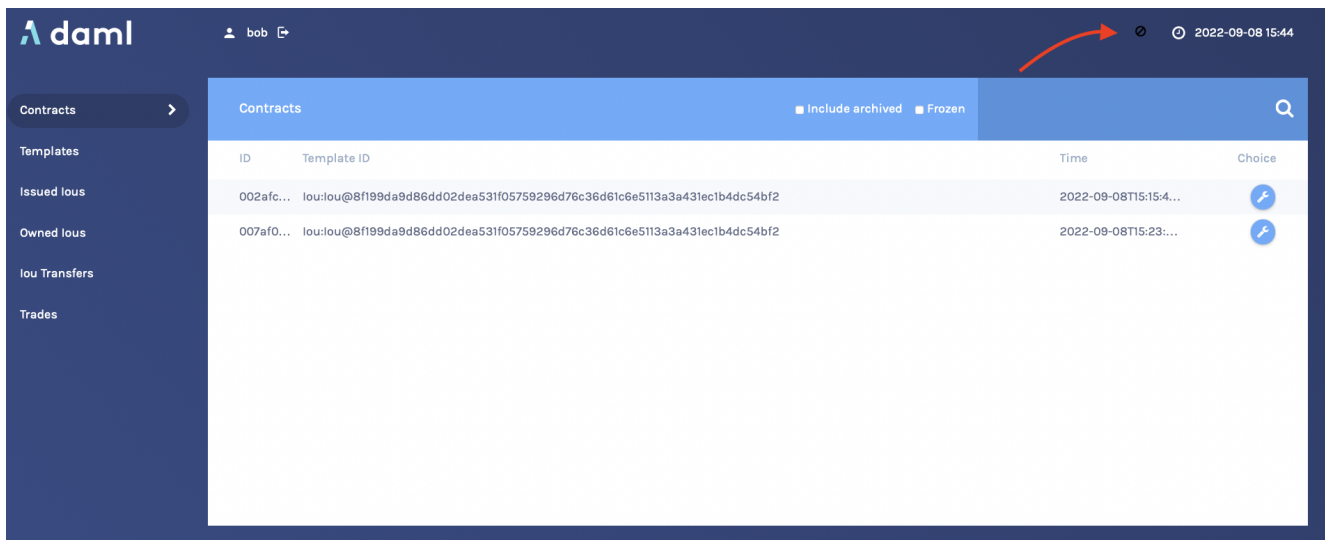 daml
bob
2022-09-08 15:44
Contracts
Templates
Issued Ious
Owned Ious
Iou Transfers
Trades
Contracts Include archived Frozen
ID Template ID Time Choice
002afc... Iou:Iou@8f199da9d86dd02dea531f05759296d76c36d61c6e5113a3a431ec1b4dc54bf2 2022-09-08T15:15:4...
007af0... Iou:Iou@8f199da9d86dd02dea531f05759296d76c36d61c6e5113a3a431ec1b4dc54bf2 2022-09-08T15:23:...